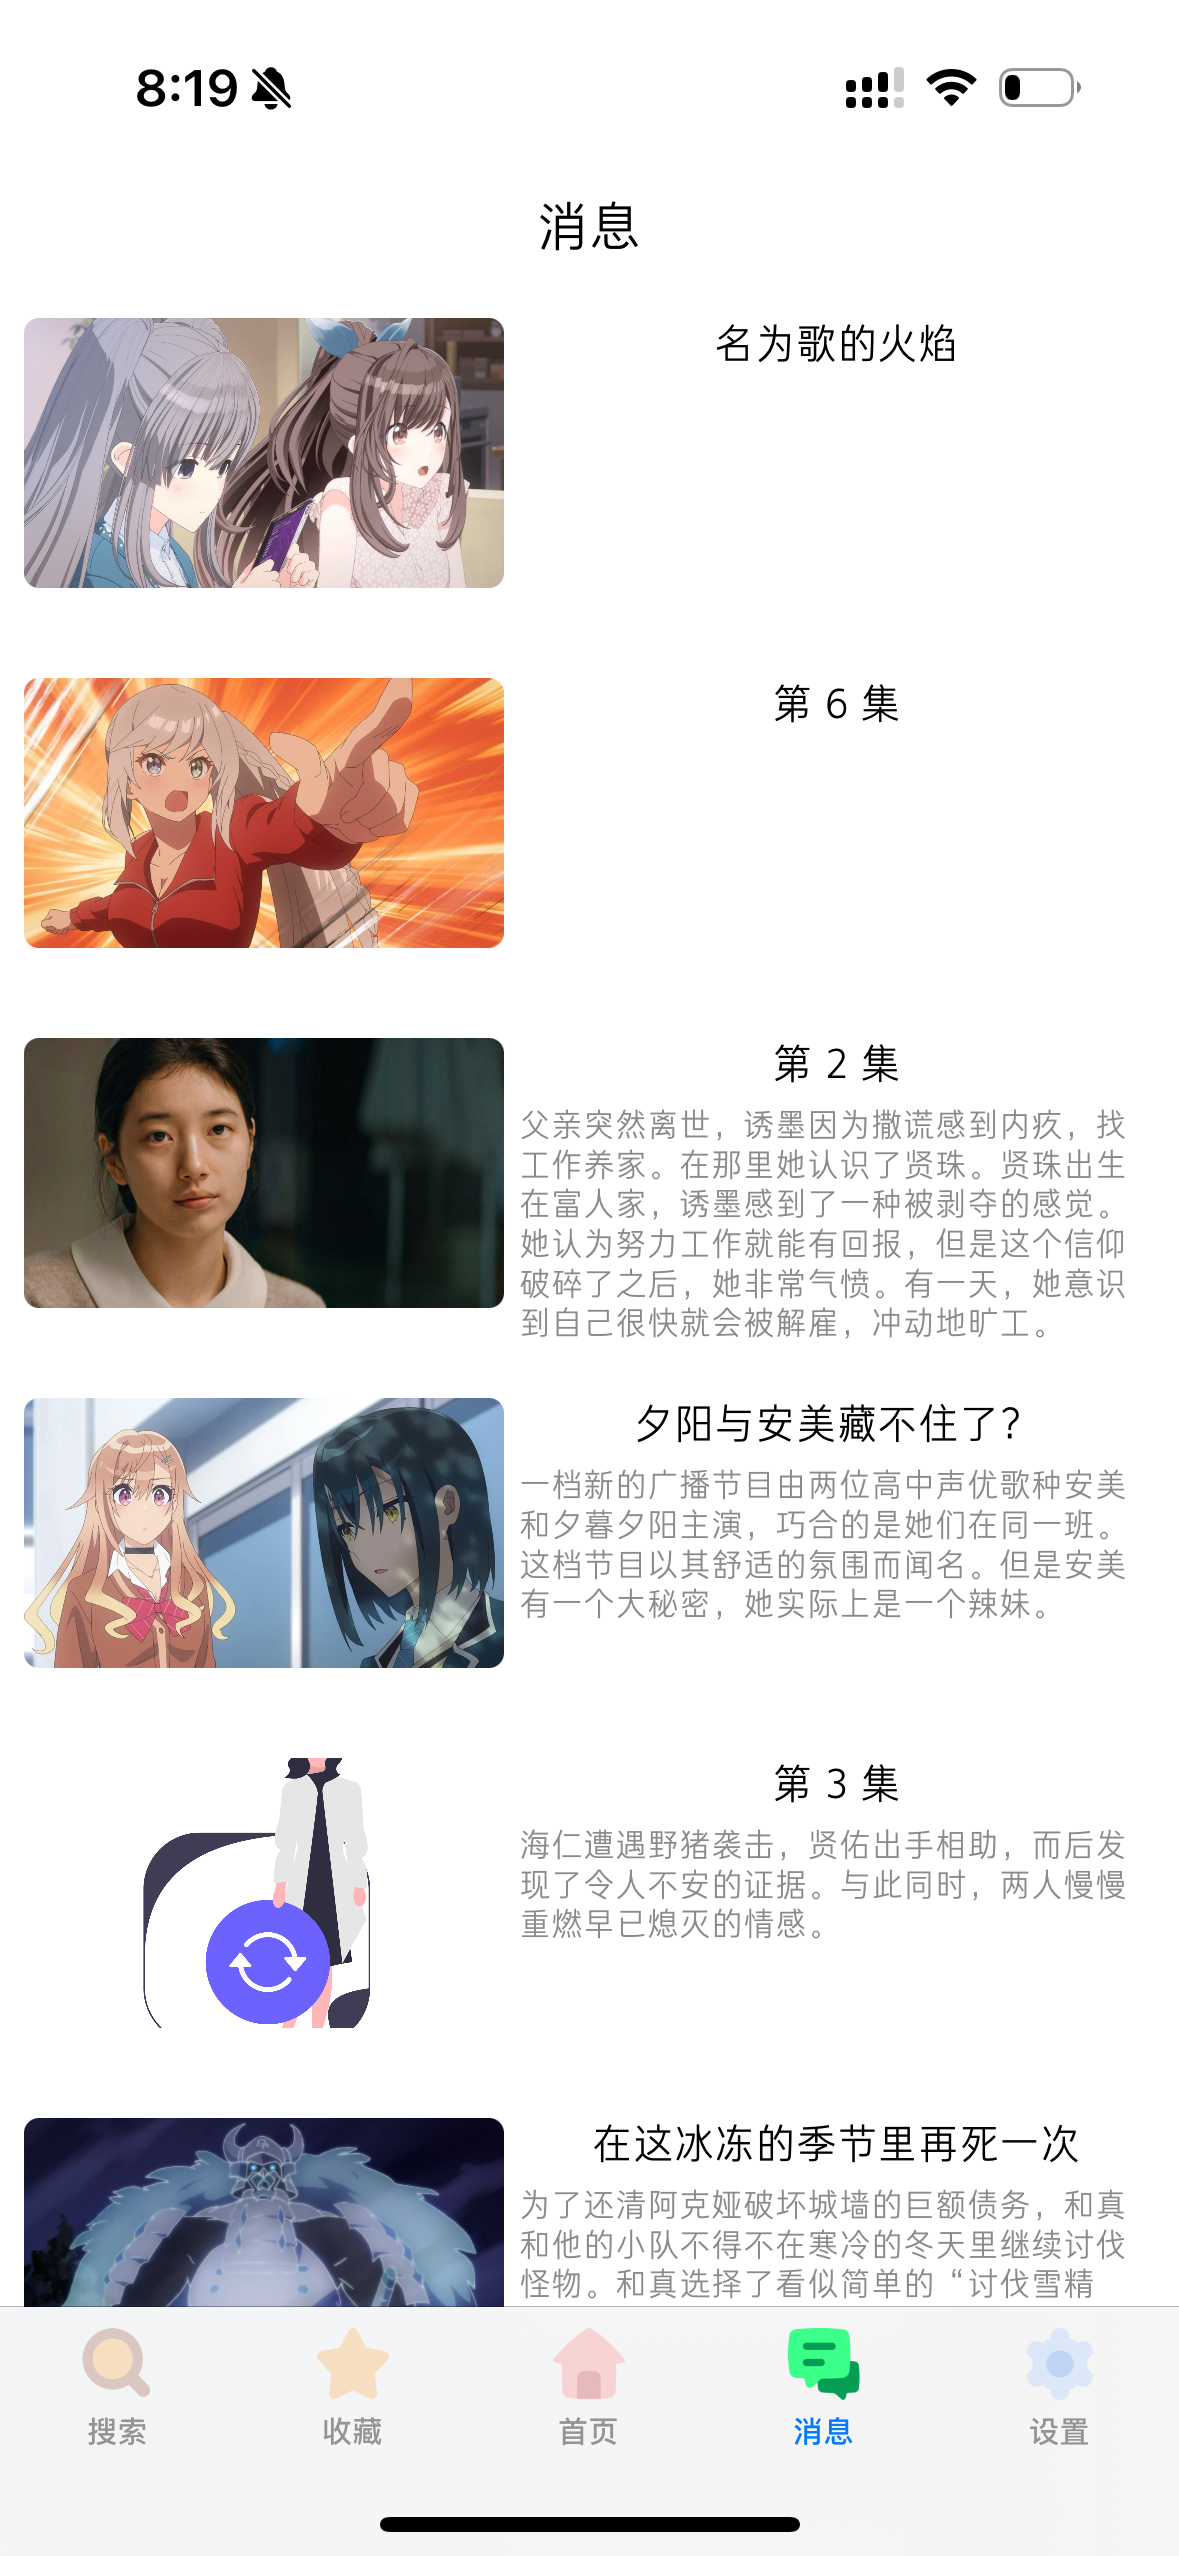 8:19
消息
名为歌的火焰
第 6 集
第 2 集
父亲突然离世，诱墨因为撒谎感到内疚，找
工作养家。在那里她认识了贤珠。贤珠出生
在富人家，诱墨感到了一种被剥夺的感觉。
她认为努力工作就能有回报，但是这个信仰
破碎了之后，她非常气愤。有一天，她意识
到自己很快就会被解雇，冲动地旷工。
夕阳与安美藏不住了？
一档新的广播节目由两位高中声优歌种安美
和夕暮夕阳主演，巧合的是她们在同一班。
这档节目以其舒适的氛围而闻名。但是安美
有一个大秘密，她实际上是一个辣妹。
第 3 集
海仁遭遇野猪袭击，贤佑出手相助，而后发
现了令人不安的证据。与此同时，两人慢慢
重燃早已熄灭的情感。
在这冰冻的季节里再死一次
为了还清阿克娅破坏城墙的巨额债务，和真
和他的小队不得不在寒冷的冬天里继续讨伐
怪物。和真选择了看似简单的“讨伐雪精
搜索
收藏
首页
消息
设置